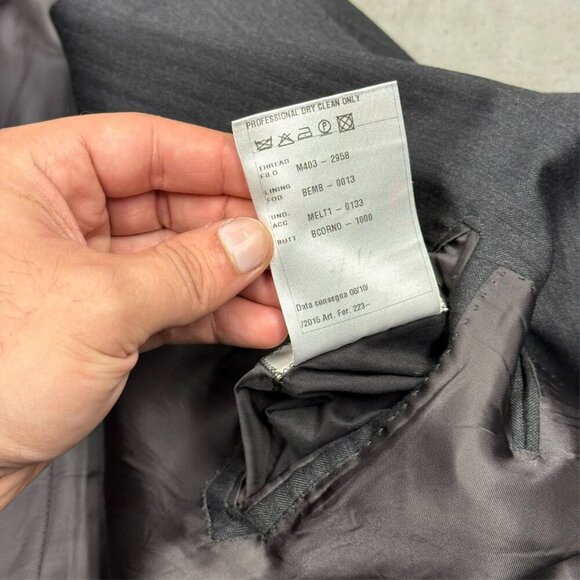 PROFESSIONAL DRY CLEAN ONLY
P
THREAD
FILO M403 - 2958
LINING
FOD BEMB - 0013
UND.
ACC MELT1 - 0133
BUTT BCORNO - 1000
Data consegna 08/10/
/2015 Art. For. 223-